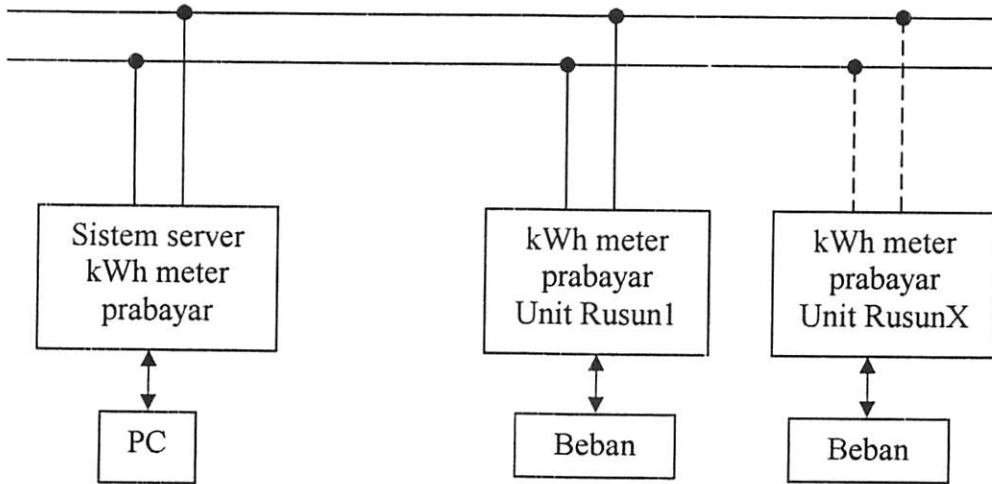 Sistem server
kWh meter
prabayar
kWh meter
prabayar
Unit Rusun1
kWh meter
prabayar
Unit RusunX
PC
Beban
Beban